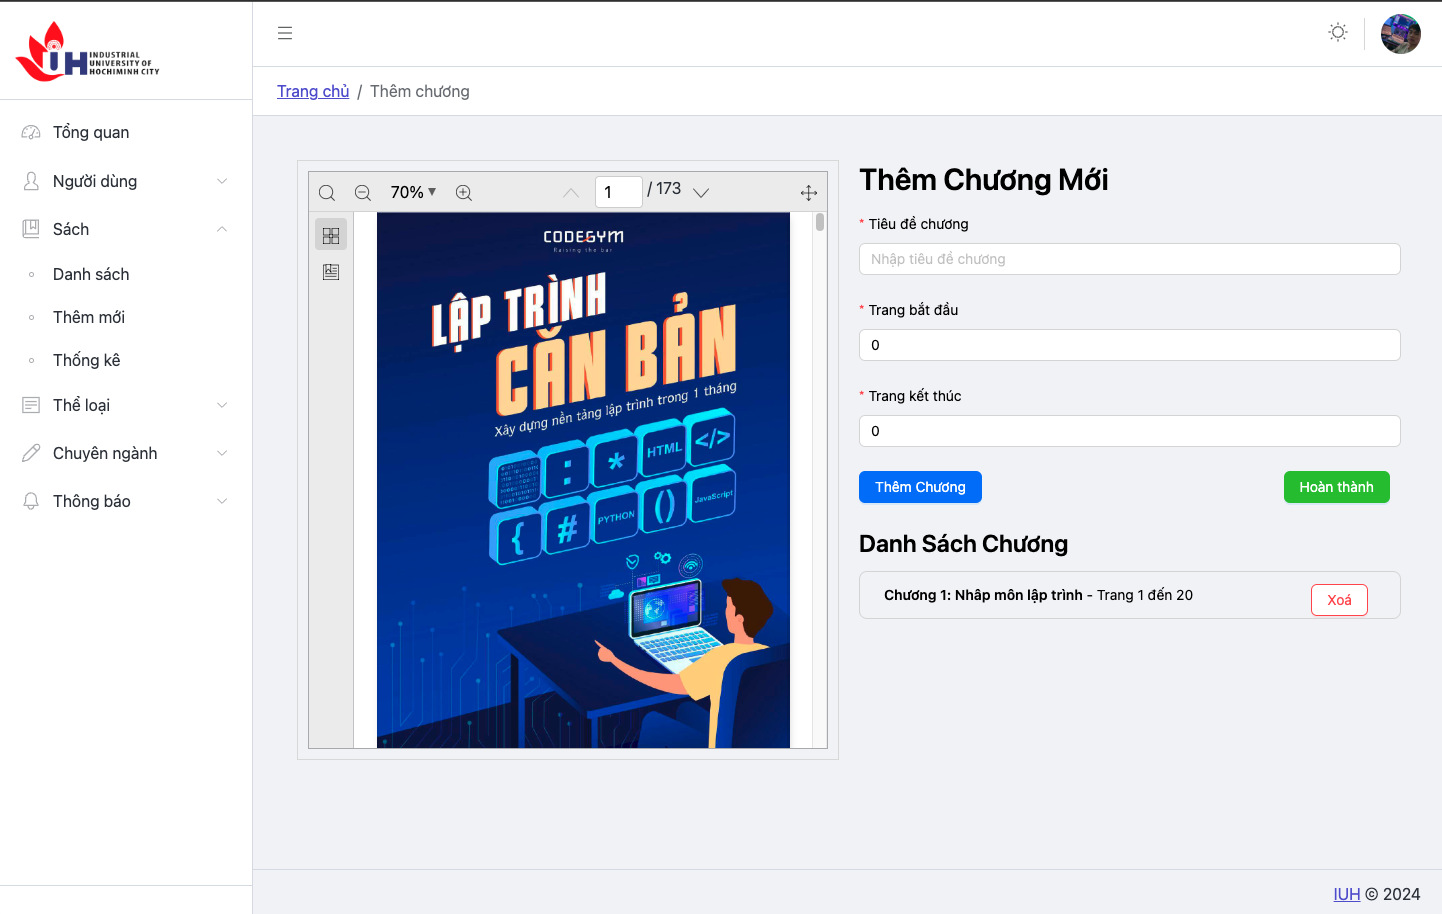 INDUSTRIAL
UNIVERSITY OF
HOCHIMINH CITY
IUH
Tổng quan
Người dùng
Sách
Danh sách
Thêm mới
Thống kê
Thể loại
Chuyên ngành
Thông báo
Trang chủ / Thêm chương
70%
1 / 173
CODEGYM
Raising the bar
LẬP TRÌNH
CĂN BẢN
Xây dựng nền tảng lập trình trong 1 tháng
: * HTML </>
{ # PYTHON () JavaScript
Thêm Chương Mới
* Tiêu đề chương
Nhập tiêu đề chương
* Trang bắt đầu
0
* Trang kết thúc
0
Thêm Chương
Hoàn thành
Danh Sách Chương
Chương 1: Nhâp môn lập trình - Trang 1 đến 20
Xoá
IUH © 2024